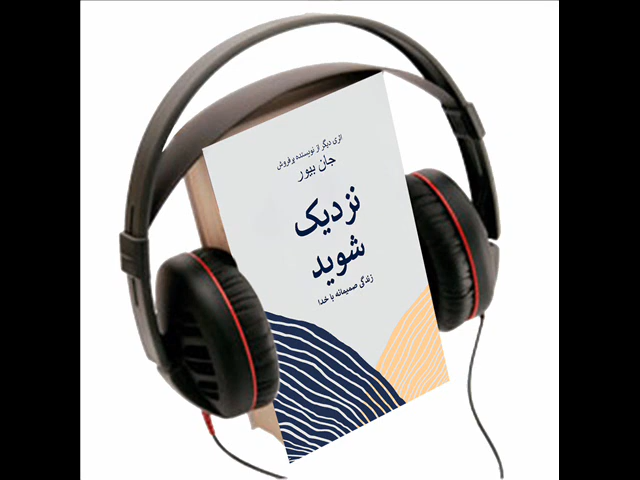 اثری دیگر از نویسنده پرفروش
جان بیور
نزدیک
شوید
زندگی صمیمانه با خدا